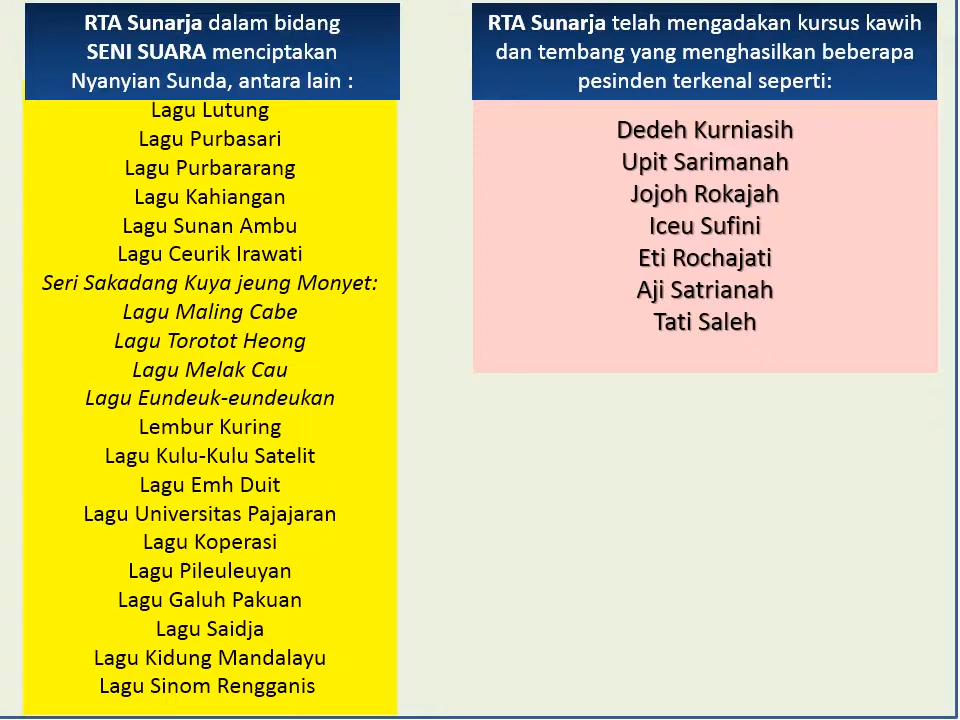 RTA Sunarja dalam bidang
SENI SUARA menciptakan
Nyanyian Sunda, antara lain :
Lagu Lutung
Lagu Purbasari
Lagu Purbararang
Lagu Kahiangan
Lagu Sunan Ambu
Lagu Ceurik Irawati
Seri Sakadang Kuya jeung Monyet:
Lagu Maling Cabe
Lagu Torotot Heong
Lagu Melak Cau
Lagu Eundeuk-eundeukan
Lembur Kuring
Lagu Kulu-Kulu Satelit
Lagu Emh Duit
Lagu Universitas Pajajaran
Lagu Koperasi
Lagu Pileuleuyan
Lagu Galuh Pakuan
Lagu Saidja
Lagu Kidung Mandalayu
Lagu Sinom Rengganis
RTA Sunarja telah mengadakan kursus kawih
dan tembang yang menghasilkan beberapa
pesinden terkenal seperti:
Dedeh Kurniasih
Upit Sarimanah
Jojoh Rokajah
Iceu Sufini
Eti Rochajati
Aji Satrianah
Tati Saleh